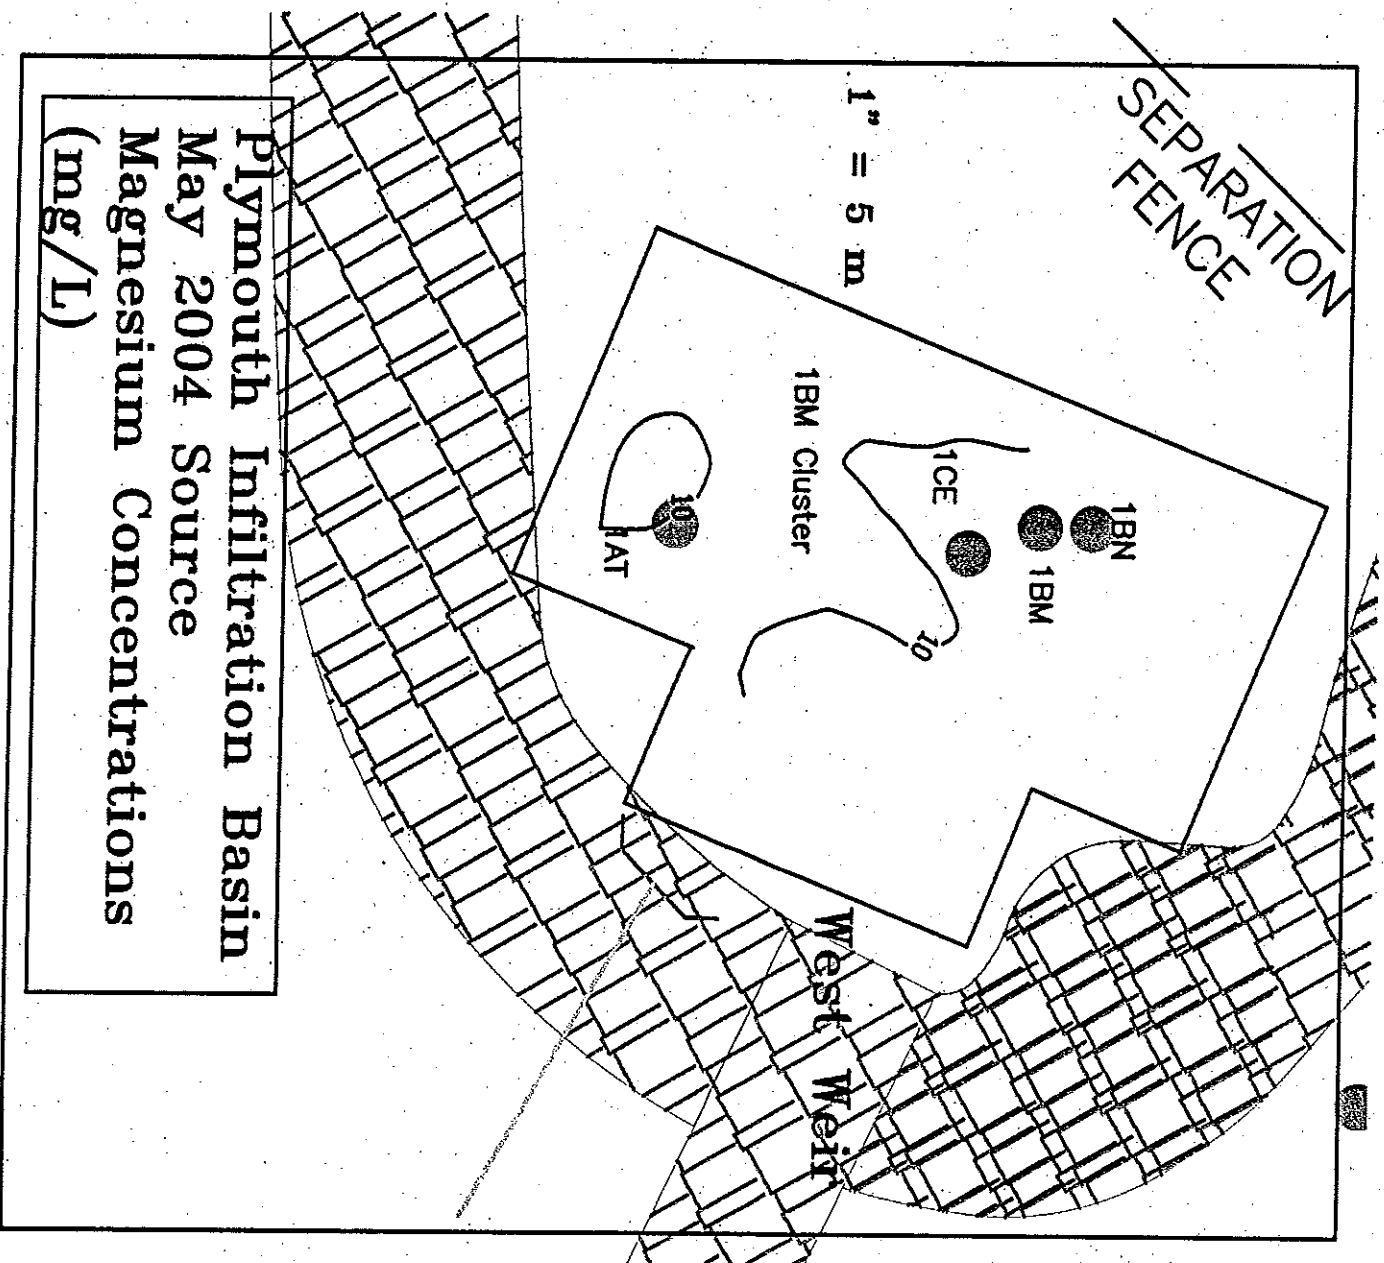 SEPARATION
FENCE
1" = 5 m
1BN
1BM
1CE
10
1BM Cluster
10
1AT
West Weir
Plymouth Infiltration Basin
May 2004 Source
Magnesium Concentrations
(mg/L)